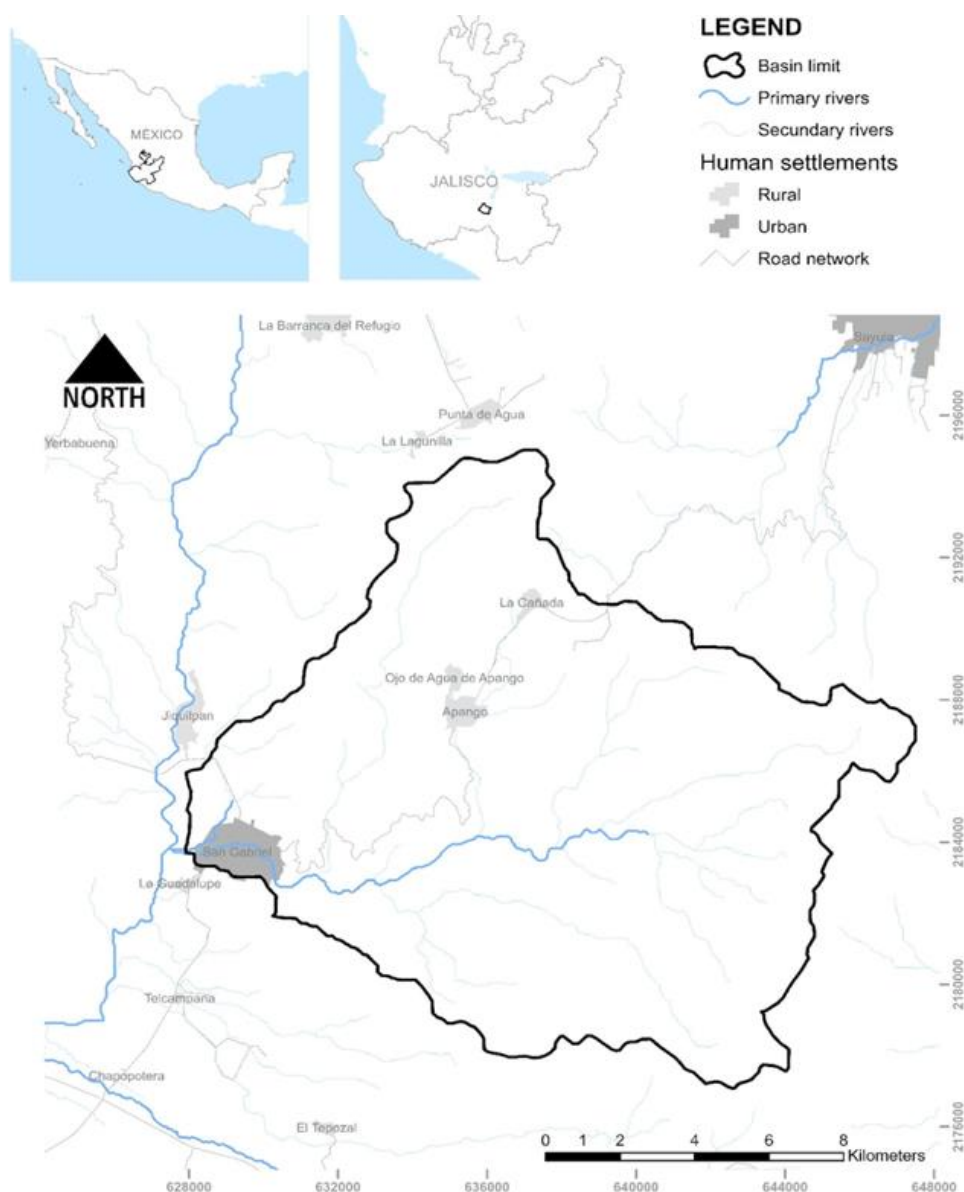 MÉXICO
JALISCO
LEGEND
Basin limit
Primary rivers
Secundary rivers
Human settlements
Rural
Urban
Road network
NORTH
La Barranca del Refugio
Sayula
Punta de Agua
La Lagunilla
Yerbabuena
La Cañada
Ojo de Agua de Apango
Apango
Jiquilpan
San Gabriel
La Guadalupe
Telcampana
Chapopotera
El Tepozal
2196000
2192000
2188000
2184000
2180000
2176000
0 1 2 4 6 8
Kilometers
628000 632000 636000 640000 644000 648000